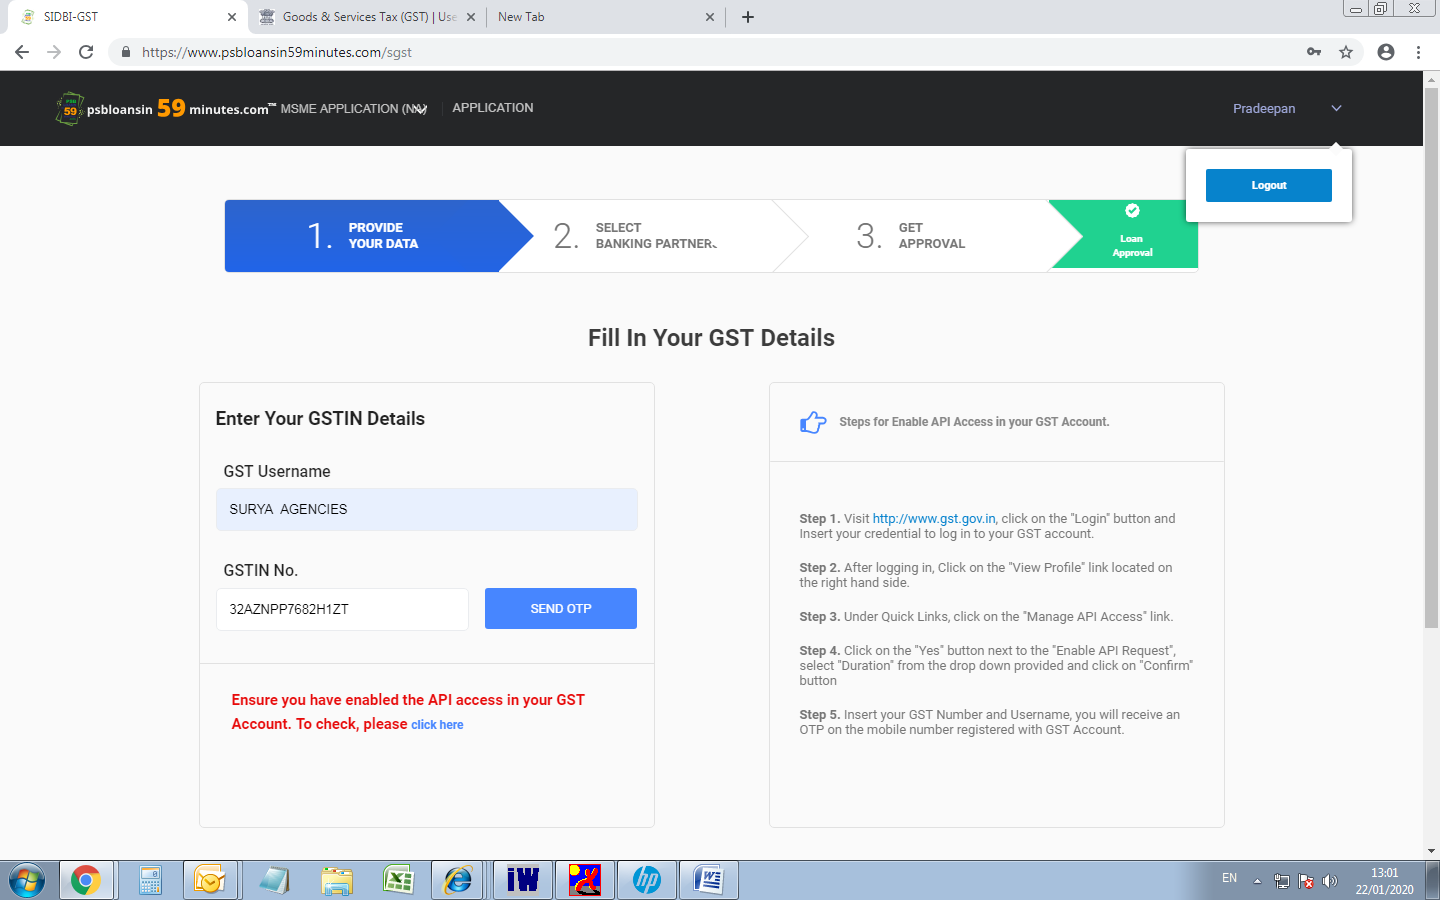 SIDBI-GST
Goods & Services Tax (GST) | Use
New Tab
https://www.psbloansin59minutes.com/sgst
psbloansin 59 minutes.com™
MSME APPLICATION (N
APPLICATION
Pradeepan
Logout
1. PROVIDE
YOUR DATA
2. SELECT
BANKING PARTNER
3. GET
APPROVAL
Loan
Approval
Fill In Your GST Details
Enter Your GSTIN Details
GST Username
SURYA  AGENCIES
GSTIN No.
32AZNPP7682H1ZT
SEND OTP
Ensure you have enabled the API access in your GST
Account. To check, please click here
Steps for Enable API Access in your GST Account.
Step 1. Visit http://www.gst.gov.in, click on the "Login" button and
Insert your credential to log in to your GST account.
Step 2. After logging in, Click on the "View Profile" link located on
the right hand side.
Step 3. Under Quick Links, click on the "Manage API Access" link.
Step 4. Click on the "Yes" button next to the "Enable API Request",
select "Duration" from the drop down provided and click on "Confirm"
button
Step 5. Insert your GST Number and Username, you will receive an
OTP on the mobile number registered with GST Account.
iW
hp
W
EN
13:01
22/01/2020